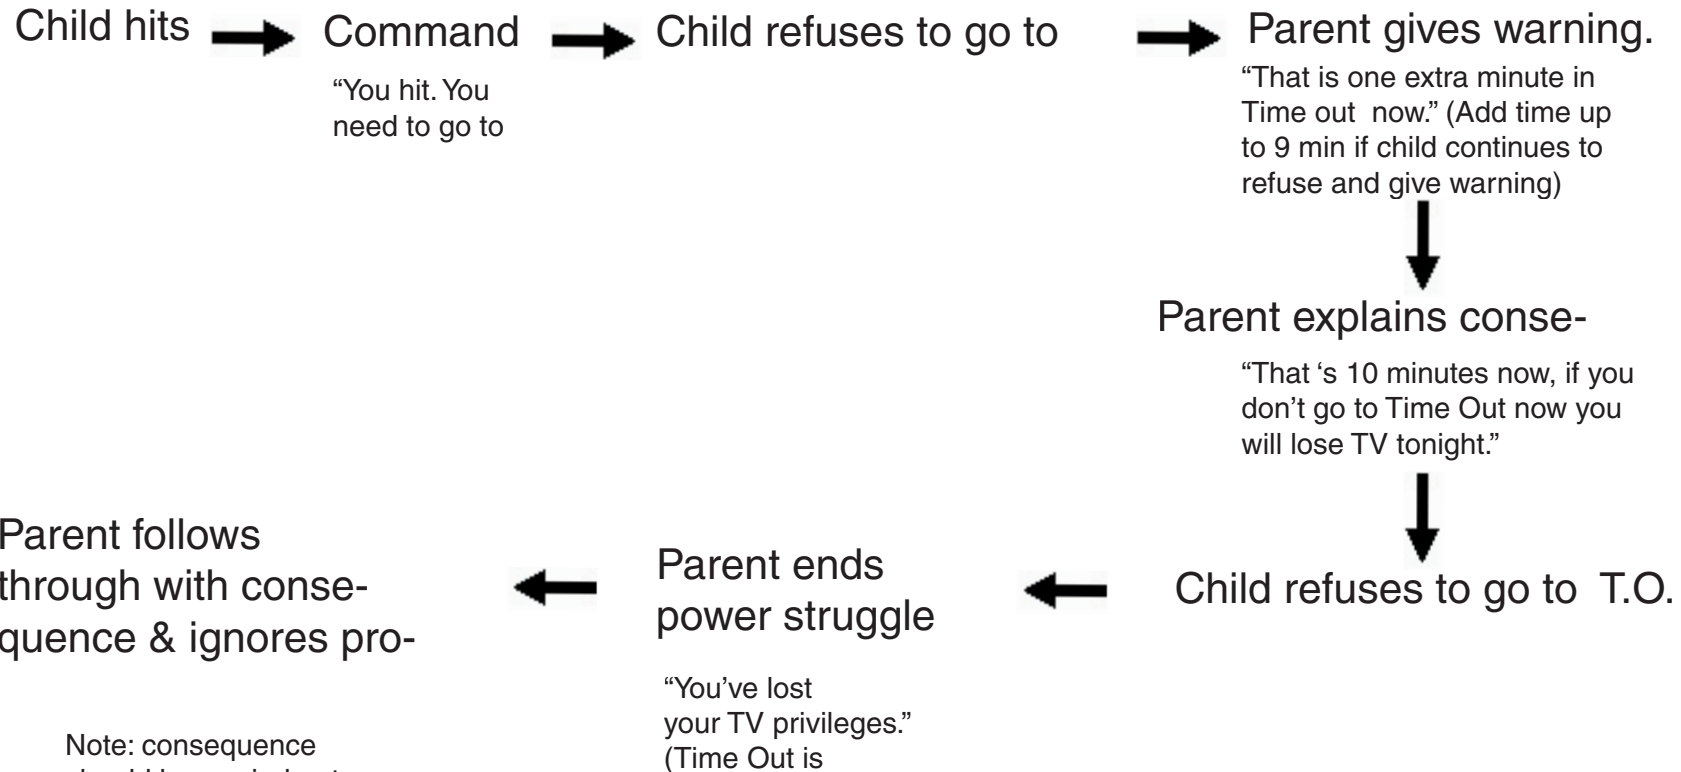 Child hits
Command
“You hit. You
need to go to
Child refuses to go to
Parent gives warning.
“That is one extra minute in
Time out now.” (Add time up
to 9 min if child continues to
refuse and give warning)
Parent explains conse-
“That ‘s 10 minutes now, if you
don’t go to Time Out now you
will lose TV tonight.”
Child refuses to go to T.O.
Parent ends
power struggle
“You’ve lost
your TV privileges.”
(Time Out is
Parent follows
through with conse-
quence & ignores pro-
Note: consequence